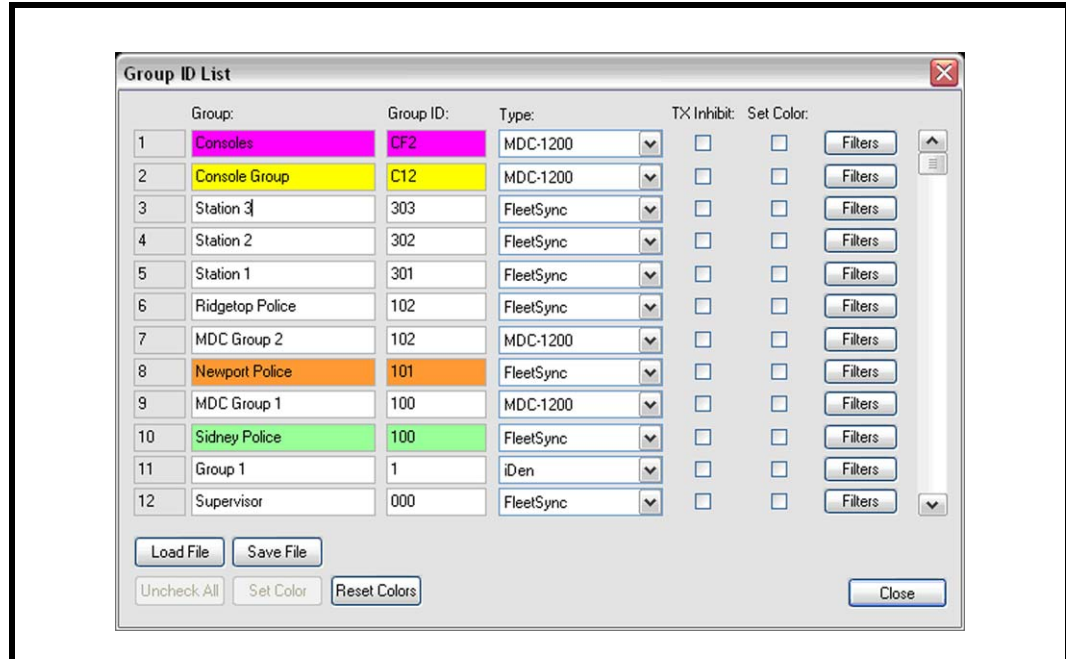 Group ID List
Group: Group ID: Type: TX Inhibit: Set Color:
1 Consoles CF2 MDC-1200 Filters
2 Console Group C12 MDC-1200 Filters
3 Station 3 303 FleetSync Filters
4 Station 2 302 FleetSync Filters
5 Station 1 301 FleetSync Filters
6 Ridgetop Police 102 FleetSync Filters
7 MDC Group 2 102 MDC-1200 Filters
8 Newport Police 101 FleetSync Filters
9 MDC Group 1 100 MDC-1200 Filters
10 Sidney Police 100 FleetSync Filters
11 Group 1 1 iDen Filters
12 Supervisor 000 FleetSync Filters
Load File Save File
Uncheck All Set Color Reset Colors Close